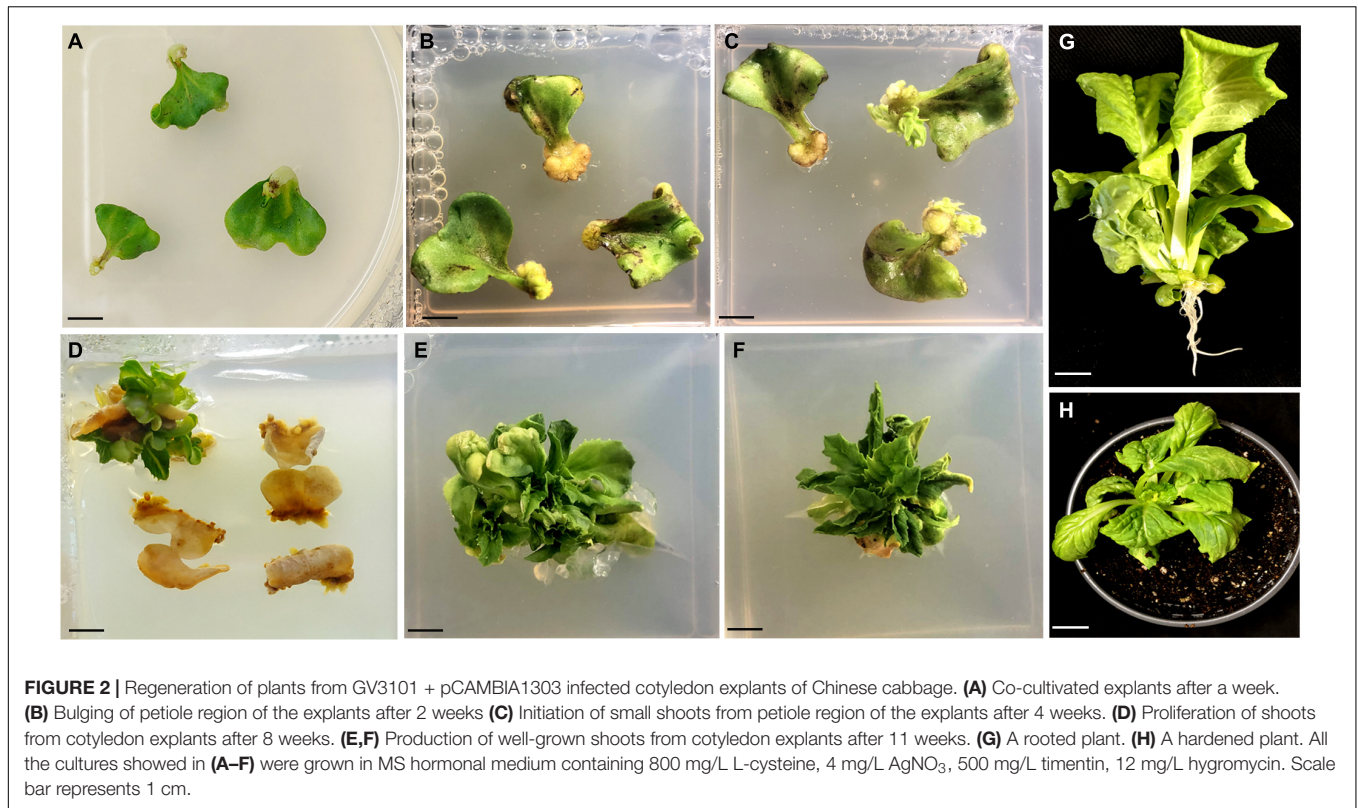 A
B
C
G
D
E
F
H
FIGURE 2 | Regeneration of plants from GV3101 + pCAMBIA1303 infected cotyledon explants of Chinese cabbage. (A) Co-cultivated explants after a week.
(B) Bulging of petiole region of the explants after 2 weeks (C) Initiation of small shoots from petiole region of the explants after 4 weeks. (D) Proliferation of shoots
from cotyledon explants after 8 weeks. (E,F) Production of well-grown shoots from cotyledon explants after 11 weeks. (G) A rooted plant. (H) A hardened plant. All
the cultures showed in (A–F) were grown in MS hormonal medium containing 800 mg/L L-cysteine, 4 mg/L AgNO₃, 500 mg/L timentin, 12 mg/L hygromycin. Scale
bar represents 1 cm.